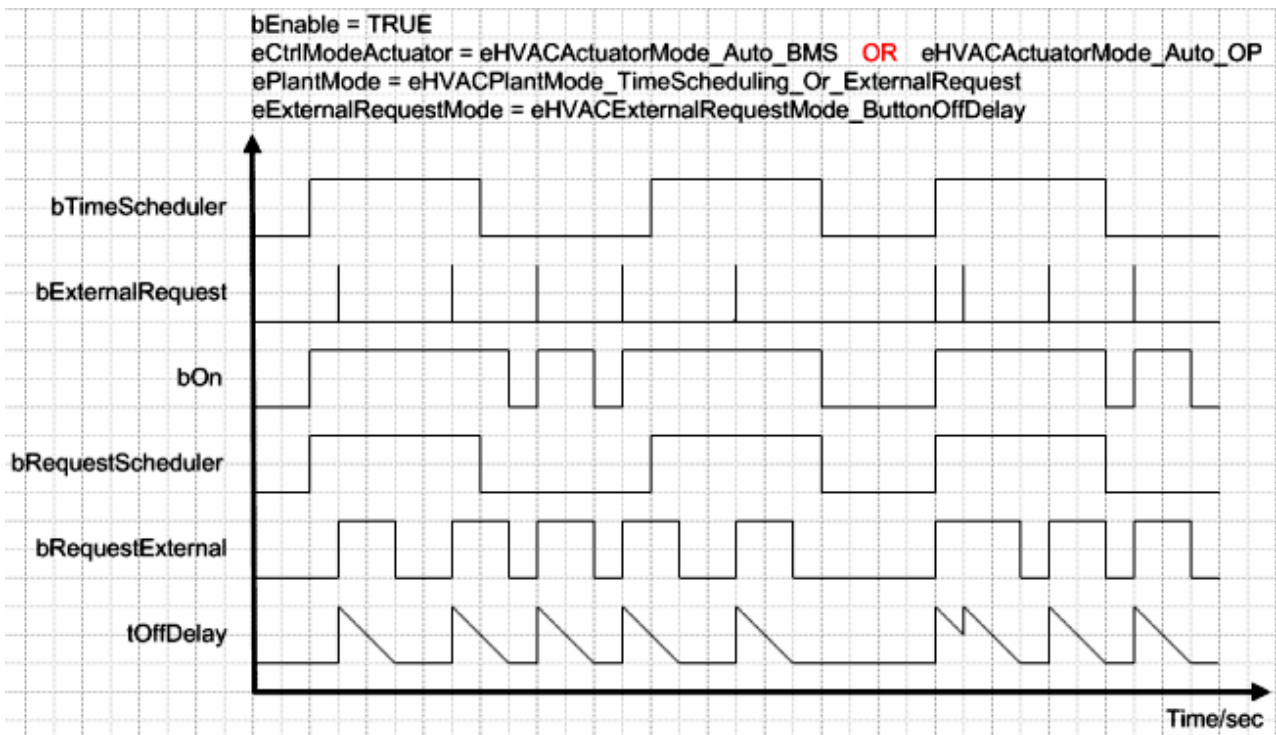 bEnable = TRUE
eCtrlModeActuator = eHVACActuatorMode_Auto_BMS OR eHVACActuatorMode_Auto_OP
ePlantMode = eHVACPlantMode_TimeScheduling_Or_ExternalRequest
eExternalRequestMode = eHVACExternalRequestMode_ButtonOffDelay
bTimeScheduler
bExternalRequest
bOn
bRequestScheduler
bRequestExternal
tOffDelay
Time/sec